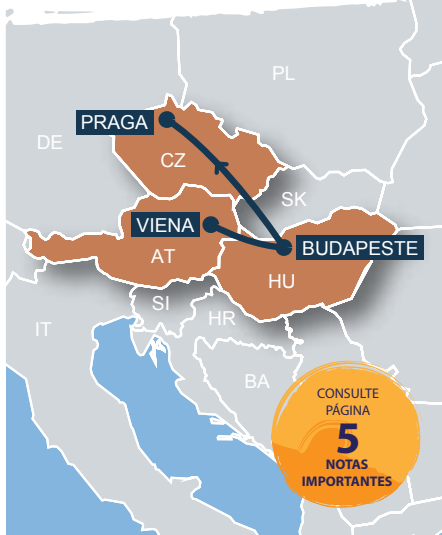 PL
PRAGA
DE
CZ
SK
VIENA
BUDAPESTE
AT
HU
SI
HR
IT
BA
CONSULTE
PÁGINA
5
NOTAS
IMPORTANTES